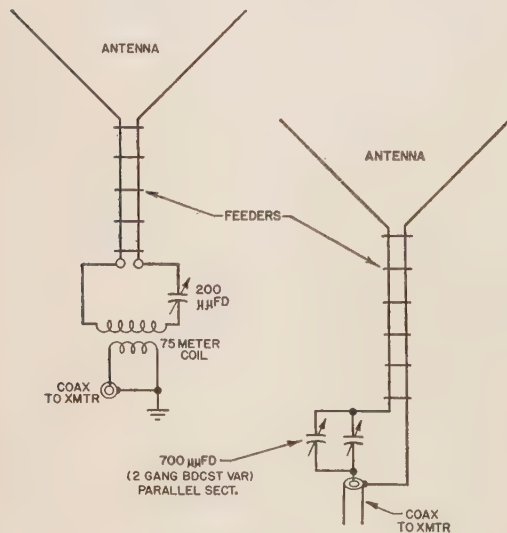 ANTENNA
ANTENNA
FEEDERS
200
µµFD
75 METER
COIL
COAX
TO XMTR
700 µµFD
(2 GANG BDCST VAR)
PARALLEL SECT.
COAX
TO XMTR